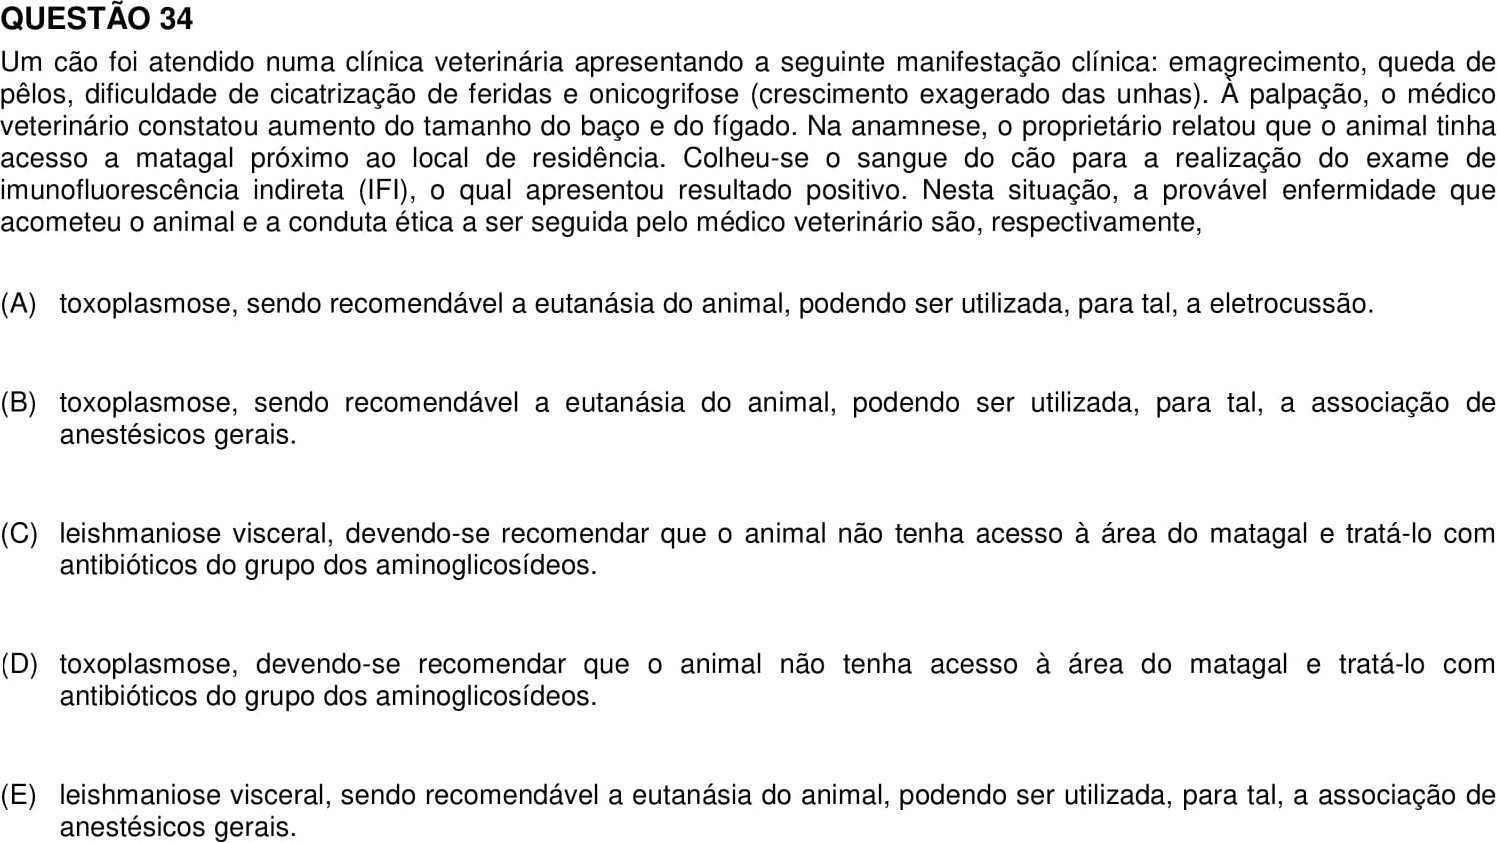 QUESTÃO 34
Um cão foi atendido numa clínica veterinária apresentando a seguinte manifestação clínica: emagrecimento, queda de
pêlos, dificuldade de cicatrização de feridas e onicogrifose (crescimento exagerado das unhas). À palpação, o médico
veterinário constatou aumento do tamanho do baço e do fígado. Na anamnese, o proprietário relatou que o animal tinha
acesso a matagal próximo ao local de residência. Colheu-se o sangue do cão para a realização do exame de
imunofluorescência indireta (IFI), o qual apresentou resultado positivo. Nesta situação, a provável enfermidade que
acometeu o animal e a conduta ética a ser seguida pelo médico veterinário são, respectivamente,
(A) toxoplasmose, sendo recomendável a eutanásia do animal, podendo ser utilizada, para tal, a eletrocussão.
(B) toxoplasmose, sendo recomendável a eutanásia do animal, podendo ser utilizada, para tal, a associação de
anestésicos gerais.
(C) leishmaniose visceral, devendo-se recomendar que o animal não tenha acesso à área do matagal e tratá-lo com
antibióticos do grupo dos aminoglicosídeos.
(D) toxoplasmose, devendo-se recomendar que o animal não tenha acesso à área do matagal e tratá-lo com
antibióticos do grupo dos aminoglicosídeos.
(E) leishmaniose visceral, sendo recomendável a eutanásia do animal, podendo ser utilizada, para tal, a associação de
anestésicos gerais.